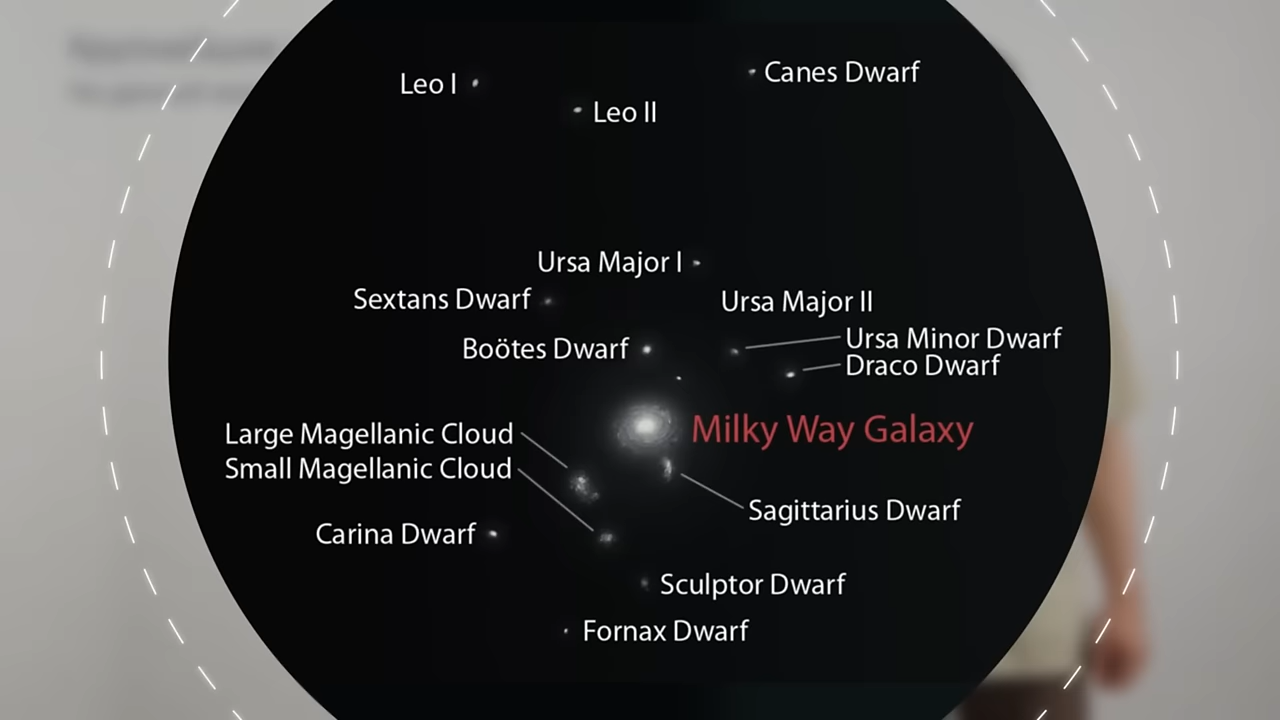 Leo I
Canes Dwarf
Leo II
Ursa Major I
Sextans Dwarf
Ursa Major II
Ursa Minor Dwarf
Boötes Dwarf
Draco Dwarf
Milky Way Galaxy
Large Magellanic Cloud
Small Magellanic Cloud
Sagittarius Dwarf
Carina Dwarf
Sculptor Dwarf
Fornax Dwarf